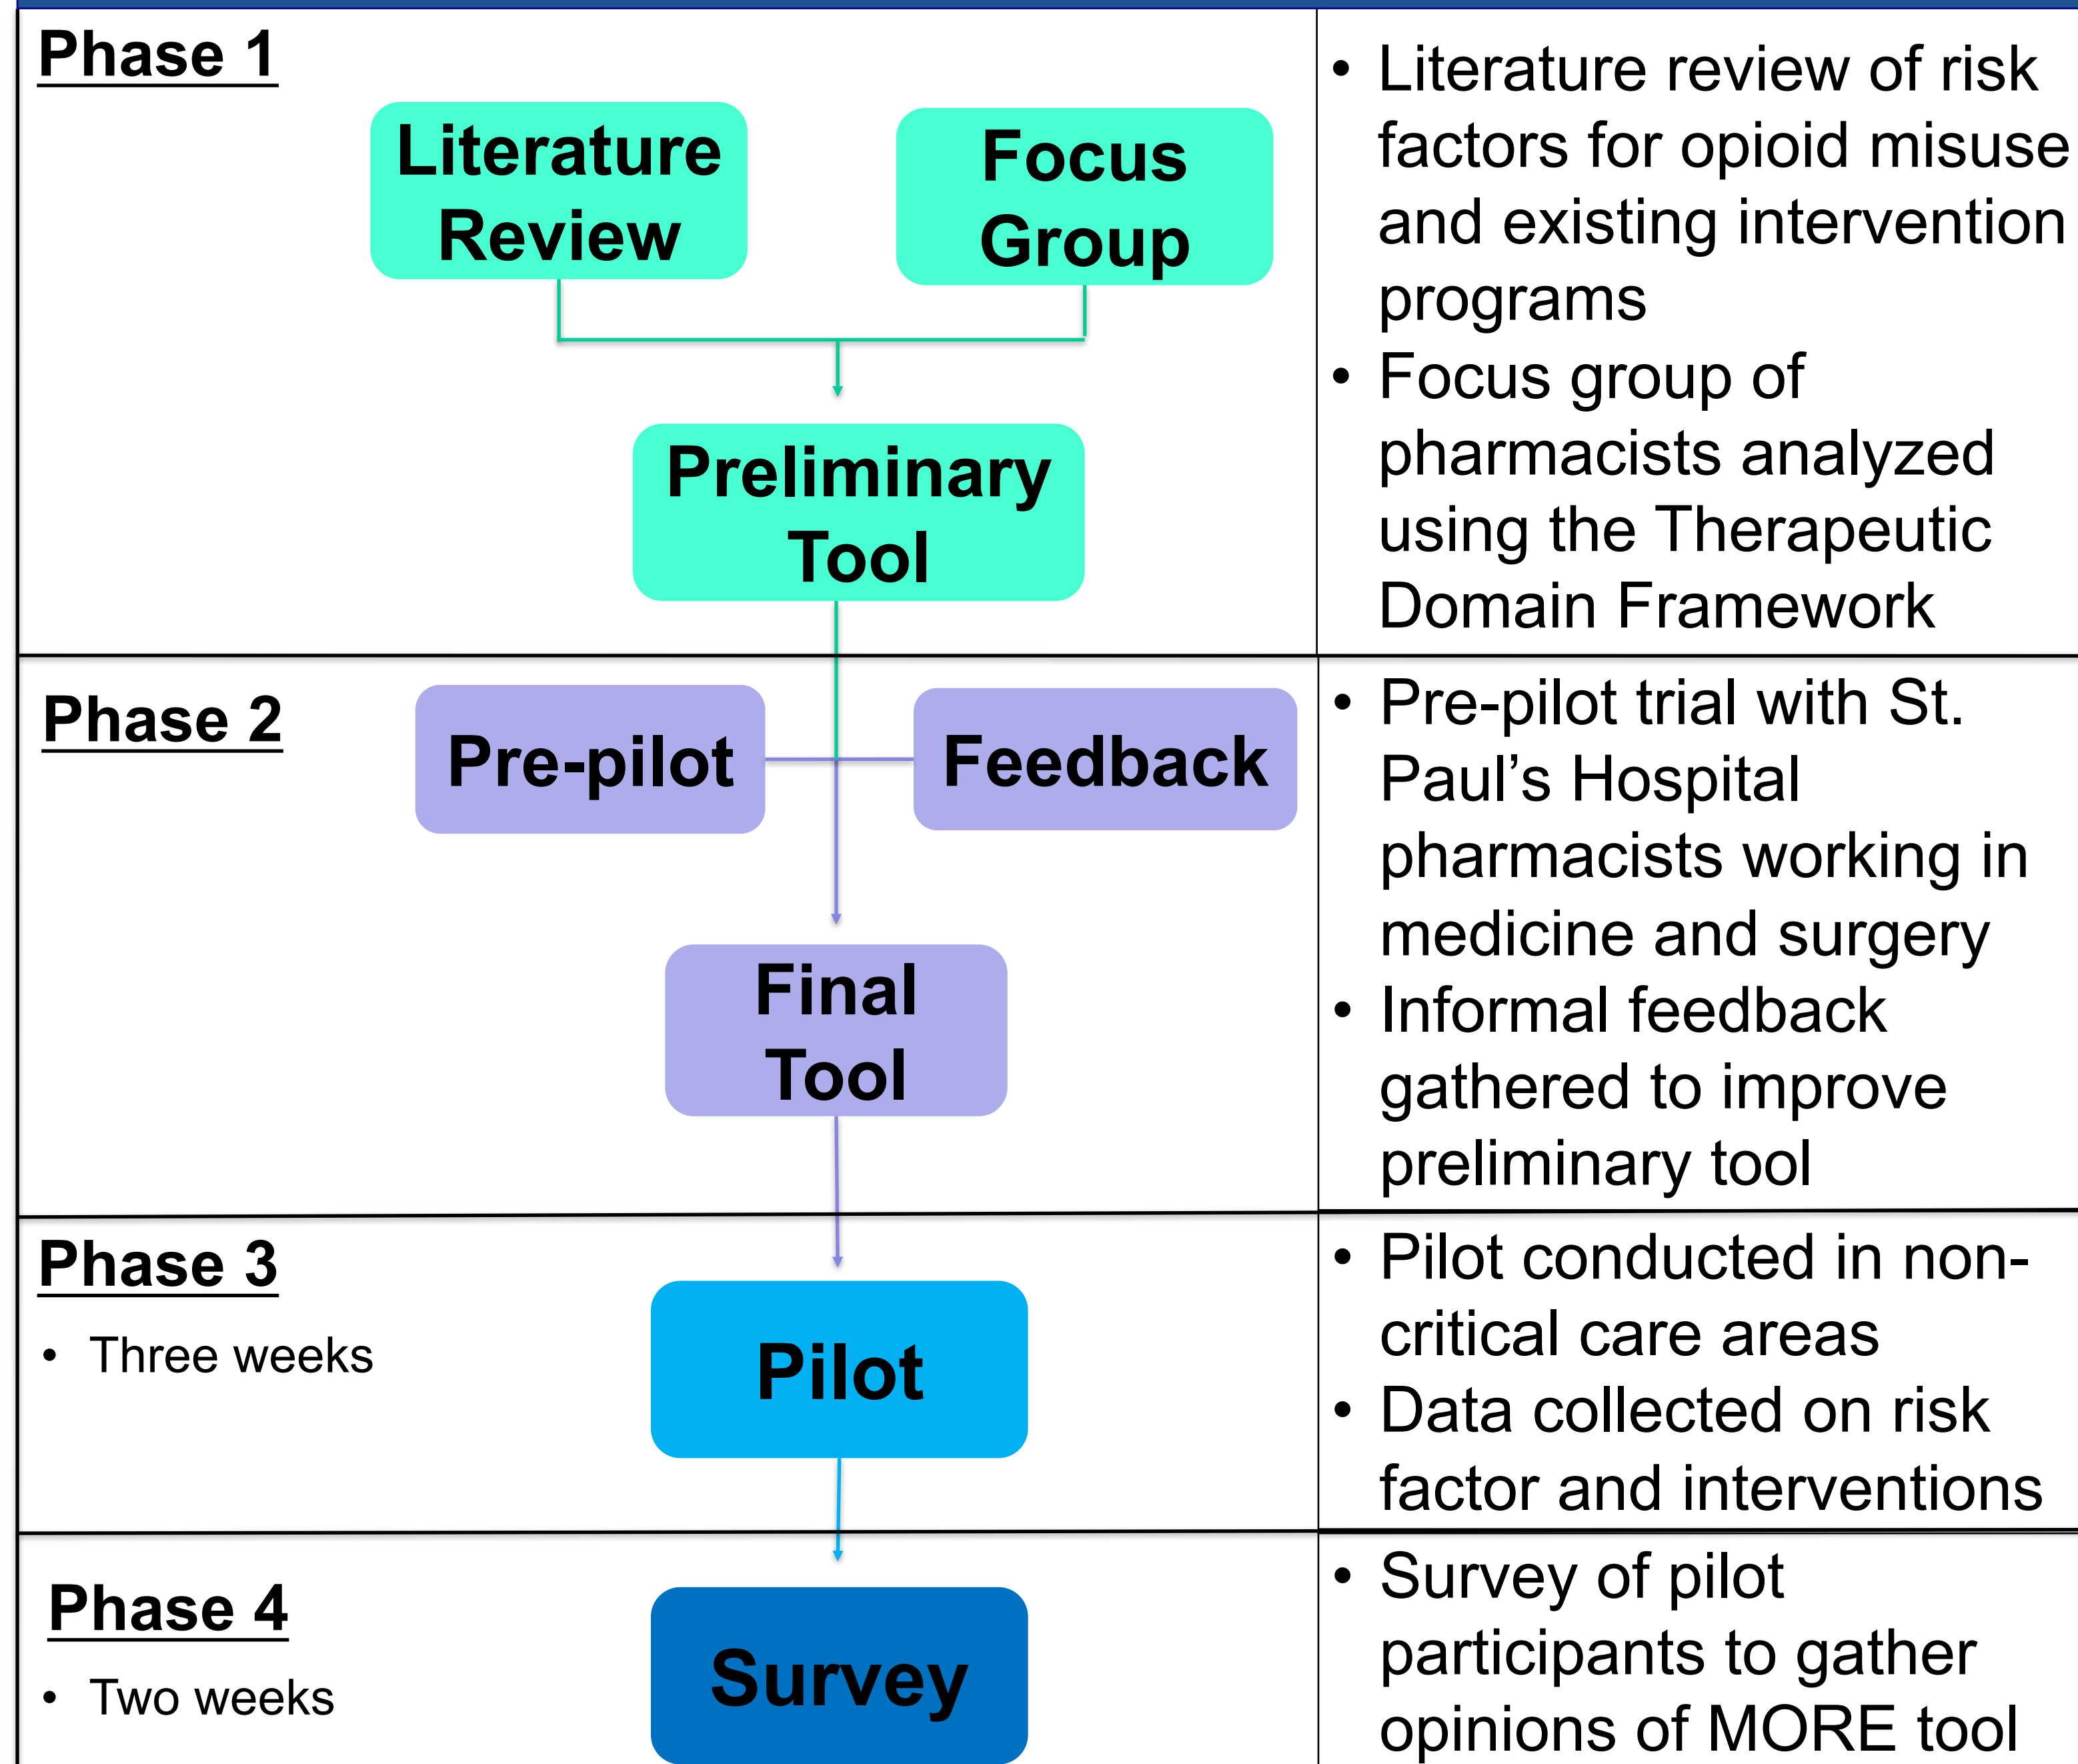 Phase 1
Literature
Review
Focus
Group
Preliminary
Tool
• Literature review of risk
factors for opioid misuse
and existing intervention
programs
• Focus group of
pharmacists analyzed
using the Therapeutic
Domain Framework
Phase 2
Pre-pilot
Feedback
Final
Tool
• Pre-pilot trial with St.
Paul’s Hospital
pharmacists working in
medicine and surgery
• Informal feedback
gathered to improve
preliminary tool
Phase 3
• Three weeks
Pilot
• Pilot conducted in non-
critical care areas
• Data collected on risk
factor and interventions
Phase 4
• Two weeks
Survey
• Survey of pilot
participants to gather
opinions of MORE tool